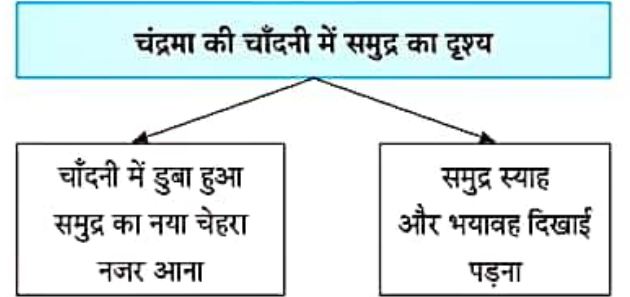 चंद्रमा की चाँदनी में समुद्र का दृश्य
चाँदनी में डुबा हुआ
समुद्र का नया चेहरा
नजर आना
समुद्र स्याह
और भयावह दिखाई
पड़ना